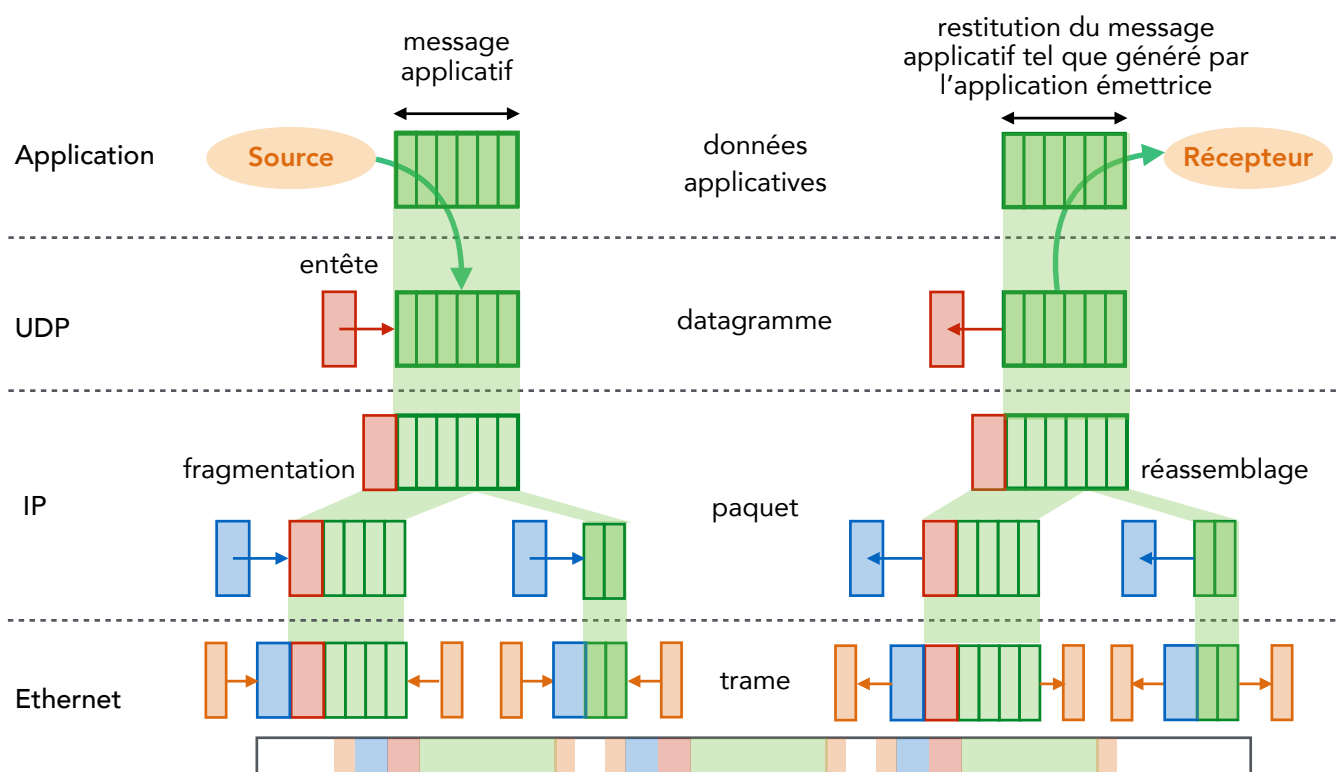 message
applicatif
restitution du message
applicatif tel que généré par
l’application émettrice
Application
Source
données
applicatives
Récepteur
entête
UDP
datagramme
fragmentation
réassemblage
IP
paquet
trame
Ethernet